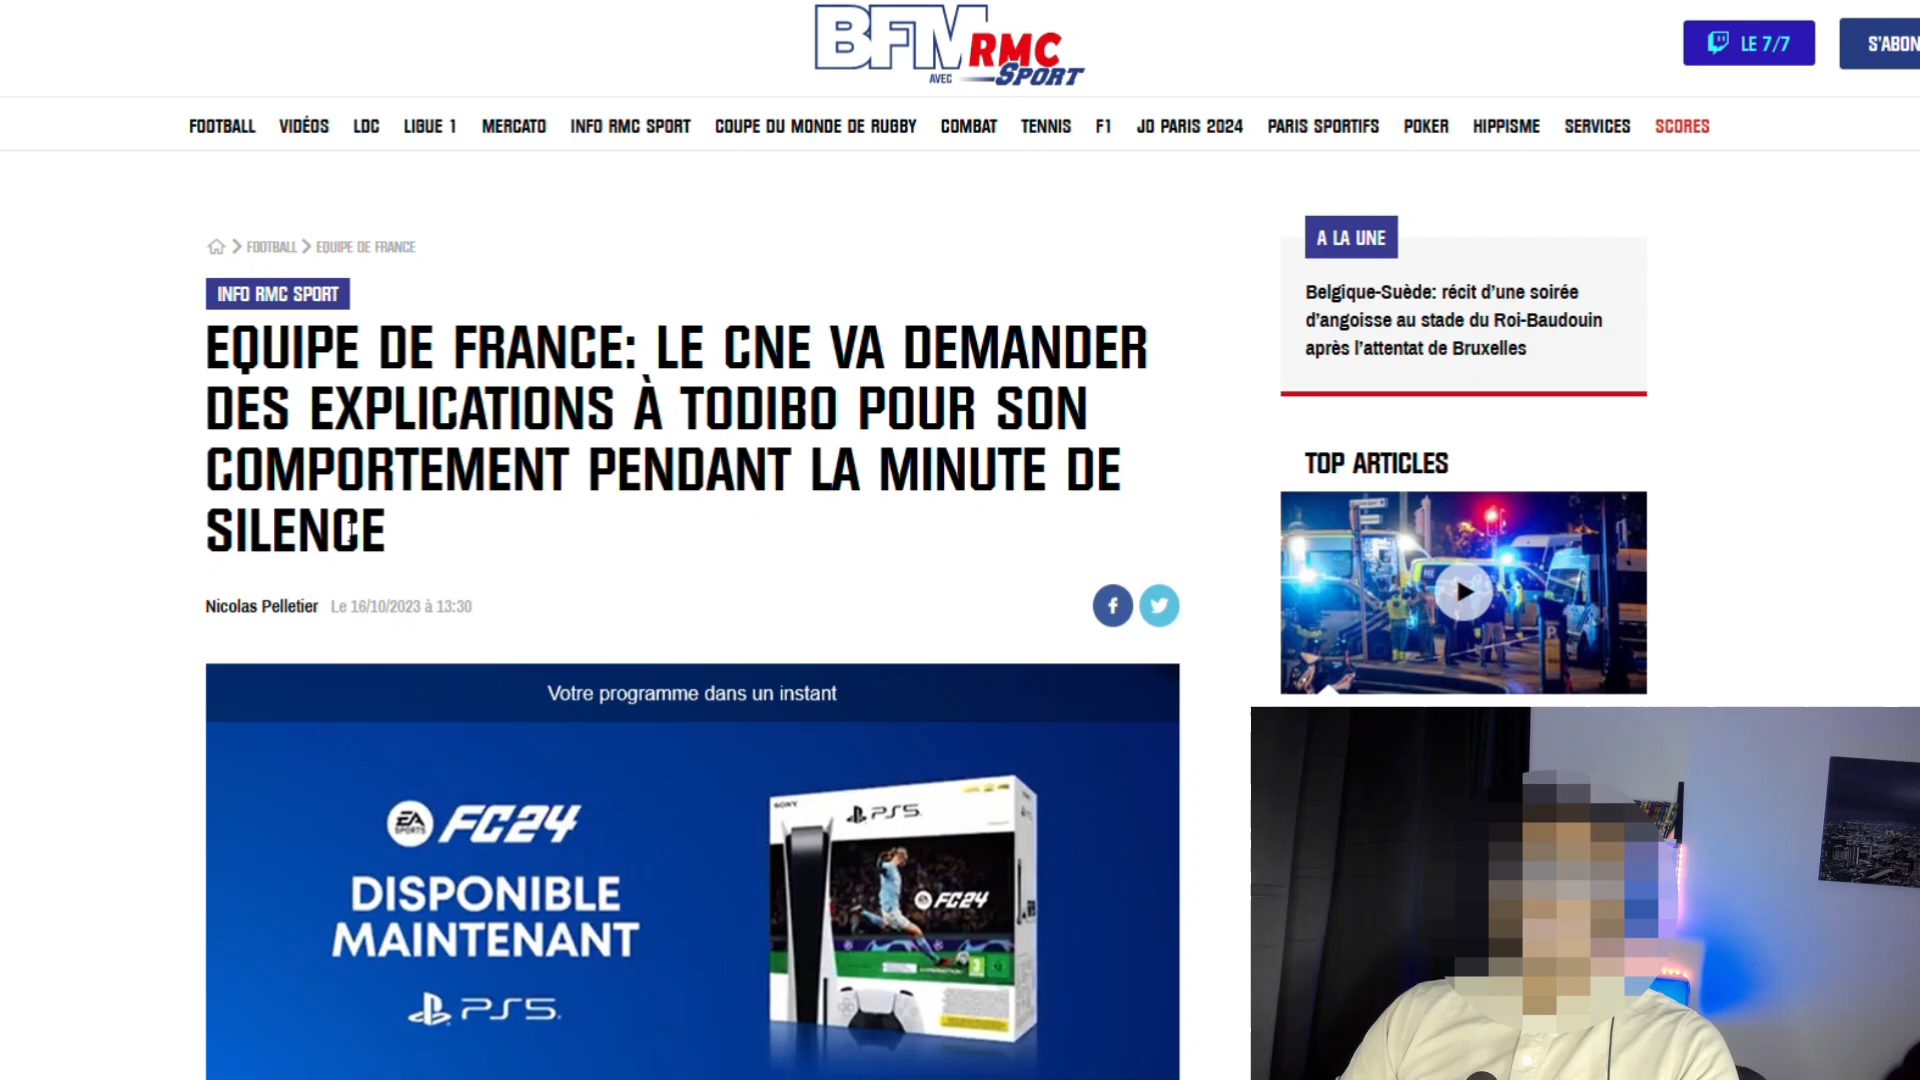 BFM RMC
AVEC SPORT
LE 7/7
S'ABON
FOOTBALL VIDÉOS LDC LIGUE 1 MERCATO INFO RMC SPORT COUPE DU MONDE DE RUGBY COMBAT TENNIS F1 JO PARIS 2024 PARIS SPORTIFS POKER HIPPISME SERVICES SCORES
FOOTBALL EQUIPE DE FRANCE
INFO RMC SPORT
EQUIPE DE FRANCE: LE CNE VA DEMANDER
DES EXPLICATIONS À TODIBO POUR SON
COMPORTEMENT PENDANT LA MINUTE DE
SILENCE
Nicolas Pelletier Le 16/10/2023 à 13:30
Votre programme dans un instant
EA SPORTS FC24
DISPONIBLE
MAINTENANT
PS5
SONY
PS5
FC24
A LA UNE
Belgique-Suède: récit d'une soirée
d'angoisse au stade du Roi-Baudouin
après l'attentat de Bruxelles
TOP ARTICLES